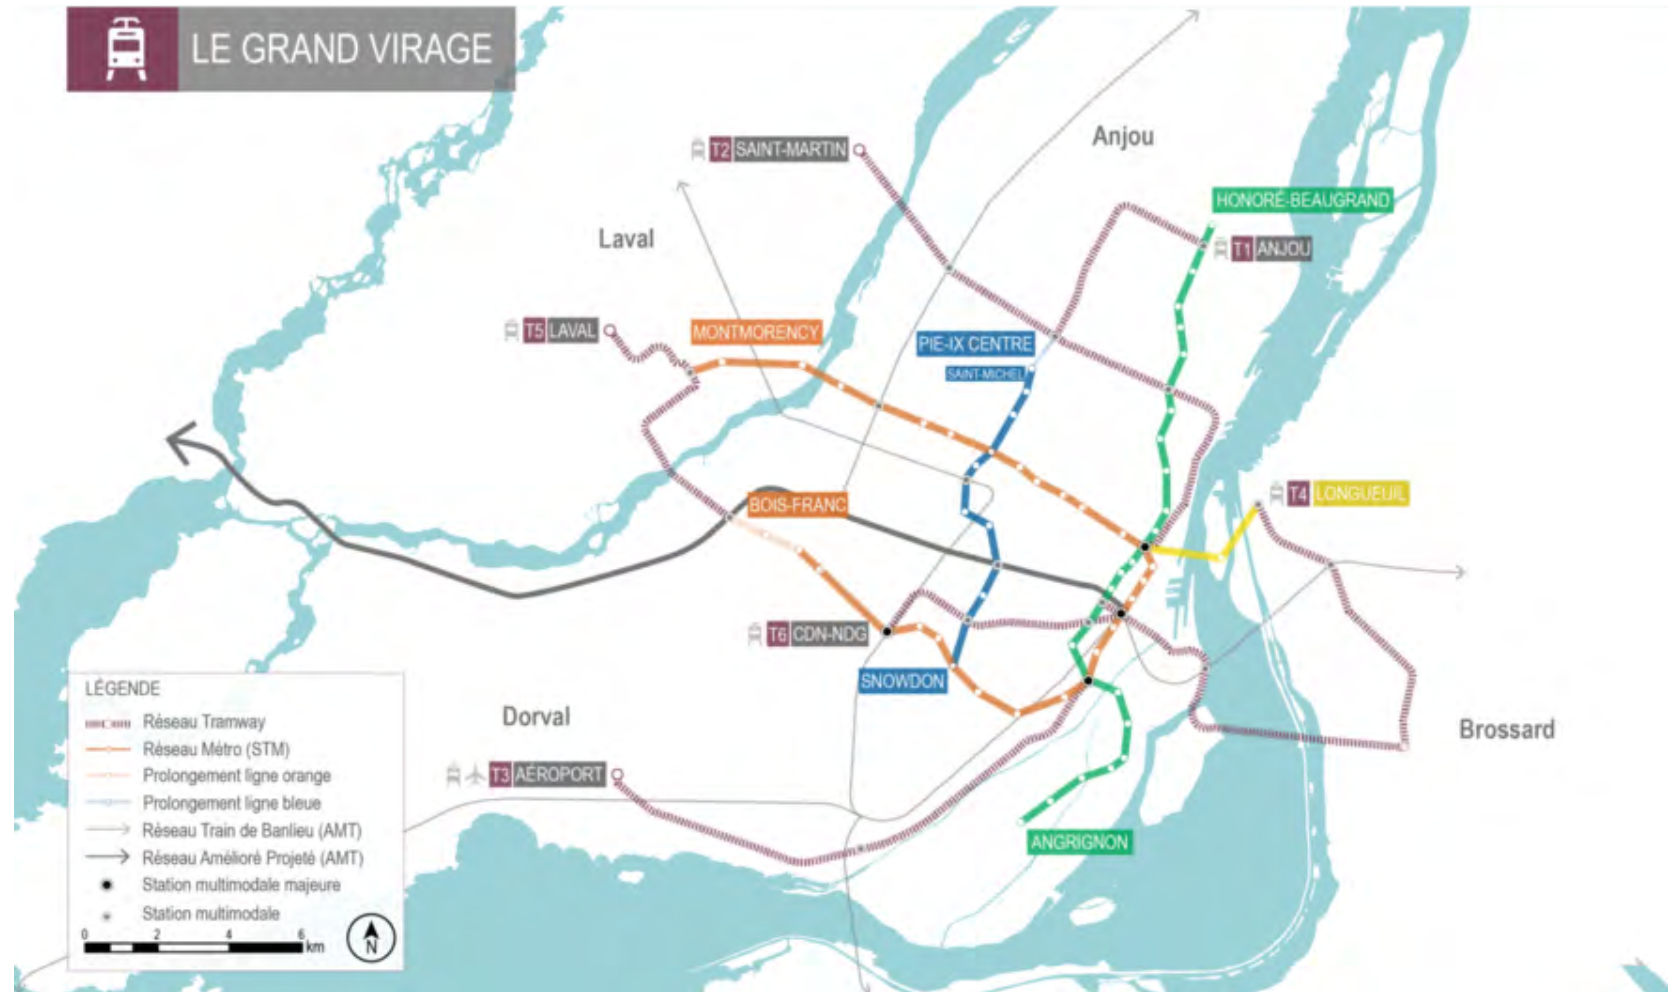 LE GRAND VIRAGE
Anjou
T2 SAINT-MARTIN
HONORÉ-BEAUGRAND
Laval
T1 ANJOU
T5 LAVAL
MONTMORENCY
PIE-IX CENTRE
SAINT-MICHEL
T4 LONGUEUIL
BOIS-FRANC
T6 CDN-NDG
SNOWDON
Dorval
Brossard
T3 AÉROPORT
ANGRIGNON
LÉGENDE
Réseau Tramway
Réseau Métro (STM)
Prolongement ligne orange
Prolongement ligne bleue
Réseau Train de Banlieu (AMT)
Réseau Amélioré Projeté (AMT)
Station multimodale majeure
Station multimodale
0 2 4 6 km
N